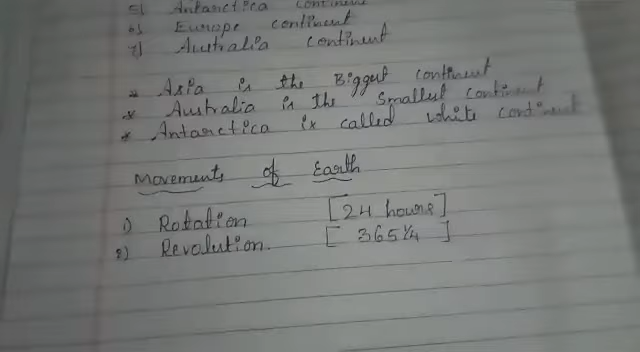 5) Antarctica continent
6) Europe continent
7) Australia continent
* Asia is the Biggest continent
* Australia is the smallest continent
* Antarctica is called white continent
Movements of Earth
1) Rotation [24 hours]
2) Revolution. [365¼]